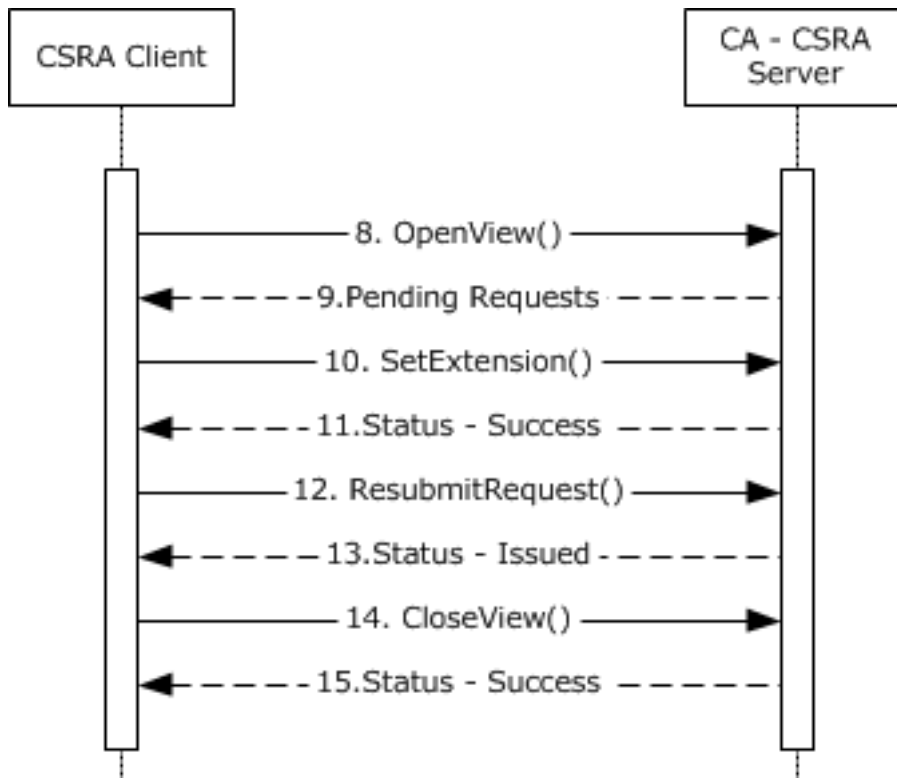 CSRA Client
CA - CSRA
Server
8. OpenView()
9.Pending Requests
10. SetExtension()
11.Status - Success
12. ResubmitRequest()
13.Status - Issued
14. CloseView()
15.Status - Success